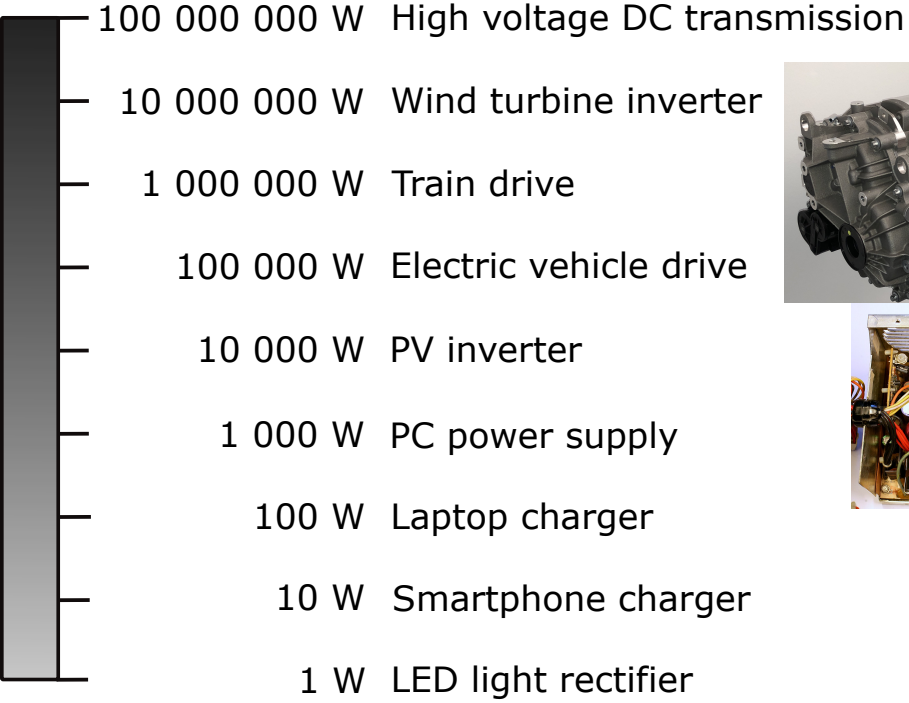 100 000 000 W High voltage DC transmission
10 000 000 W Wind turbine inverter
1 000 000 W Train drive
100 000 W Electric vehicle drive
10 000 W PV inverter
1 000 W PC power supply
100 W Laptop charger
10 W Smartphone charger
1 W LED light rectifier